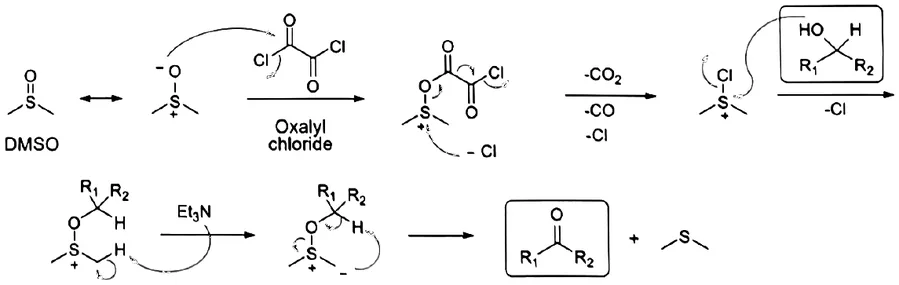 O
S
DMSO
- O
S
+
Cl
O
O
Cl
Oxalyl
chloride
O
O
Cl
O
S
+
- Cl
-CO2
-CO
-Cl
Cl
S
+
HO H
R1 R2
-Cl
R1 R2
O H
S H
+
Et3N
R1 R2
O H
S
+ -
O
R1 R2
+
S